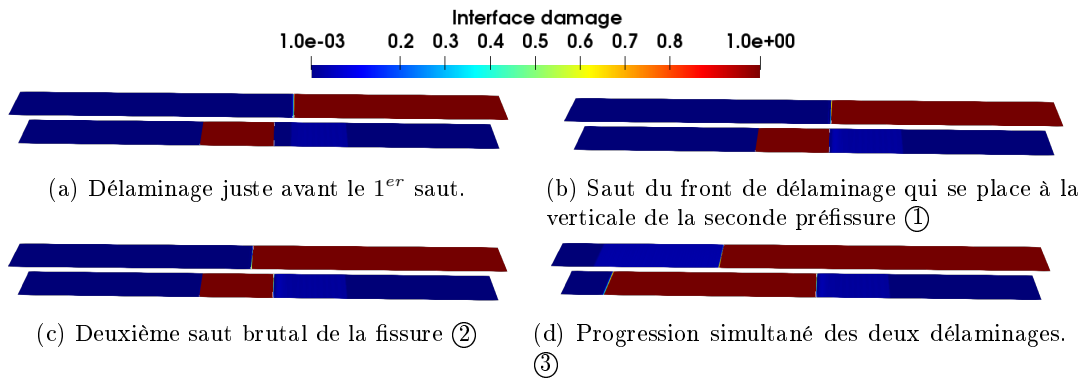 Interface damage
1.0e-03 0.2 0.3 0.4 0.5 0.6 0.7 0.8 1.0e+00
(a) Délaminage juste avant le 1er saut.
(b) Saut du front de délaminage qui se place à la
verticale de la seconde préfissure ①
(c) Deuxième saut brutal de la fissure ②
(d) Progression simultané des deux délaminages.
③